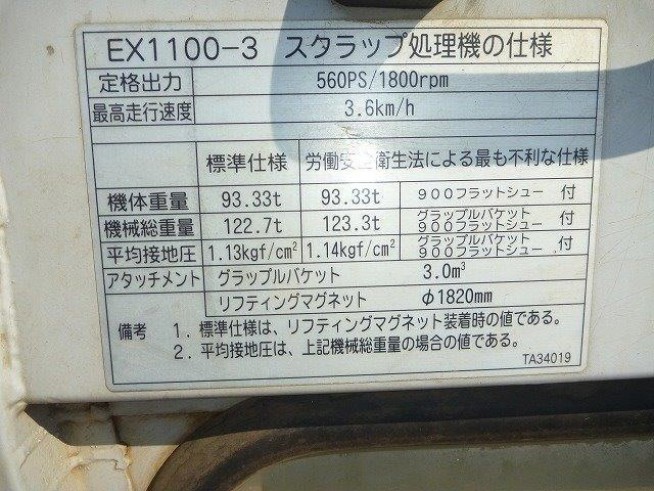 EX1100-3 スタラップ処理機の仕様
定格出力 560PS/1800rpm
最高走行速度 3.6km/h
標準仕様 労働安 衛生法による最も不利な仕様
機体重量 93.33t 93.33t 900フラットシュー 付
機械総重量 122.7t 123.3t グラップルバケット 900フラットシュー 付
平均接地圧 1.13kgf/cm² 1.14kgf/cm² グラップルバケット 900フラットシュー 付
アタッチメント グラップルバケット 3.0m³
リフティングマグネット φ1820mm
備考 1. 標準仕様は、リフティングマグネット装着時の値である。
2. 平均接地圧は、上記機械総重量の場合の値である。
TA34019